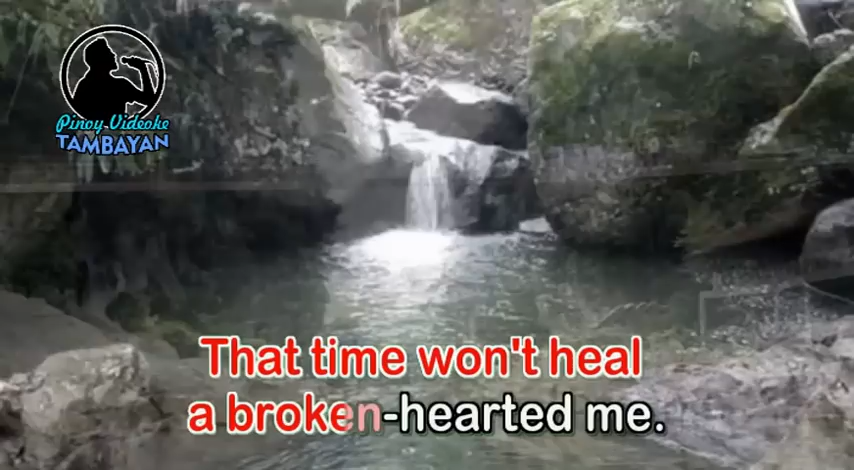 Pinoy Videoke
TAMBAYAN
That time won't heal
a broken-hearted me.